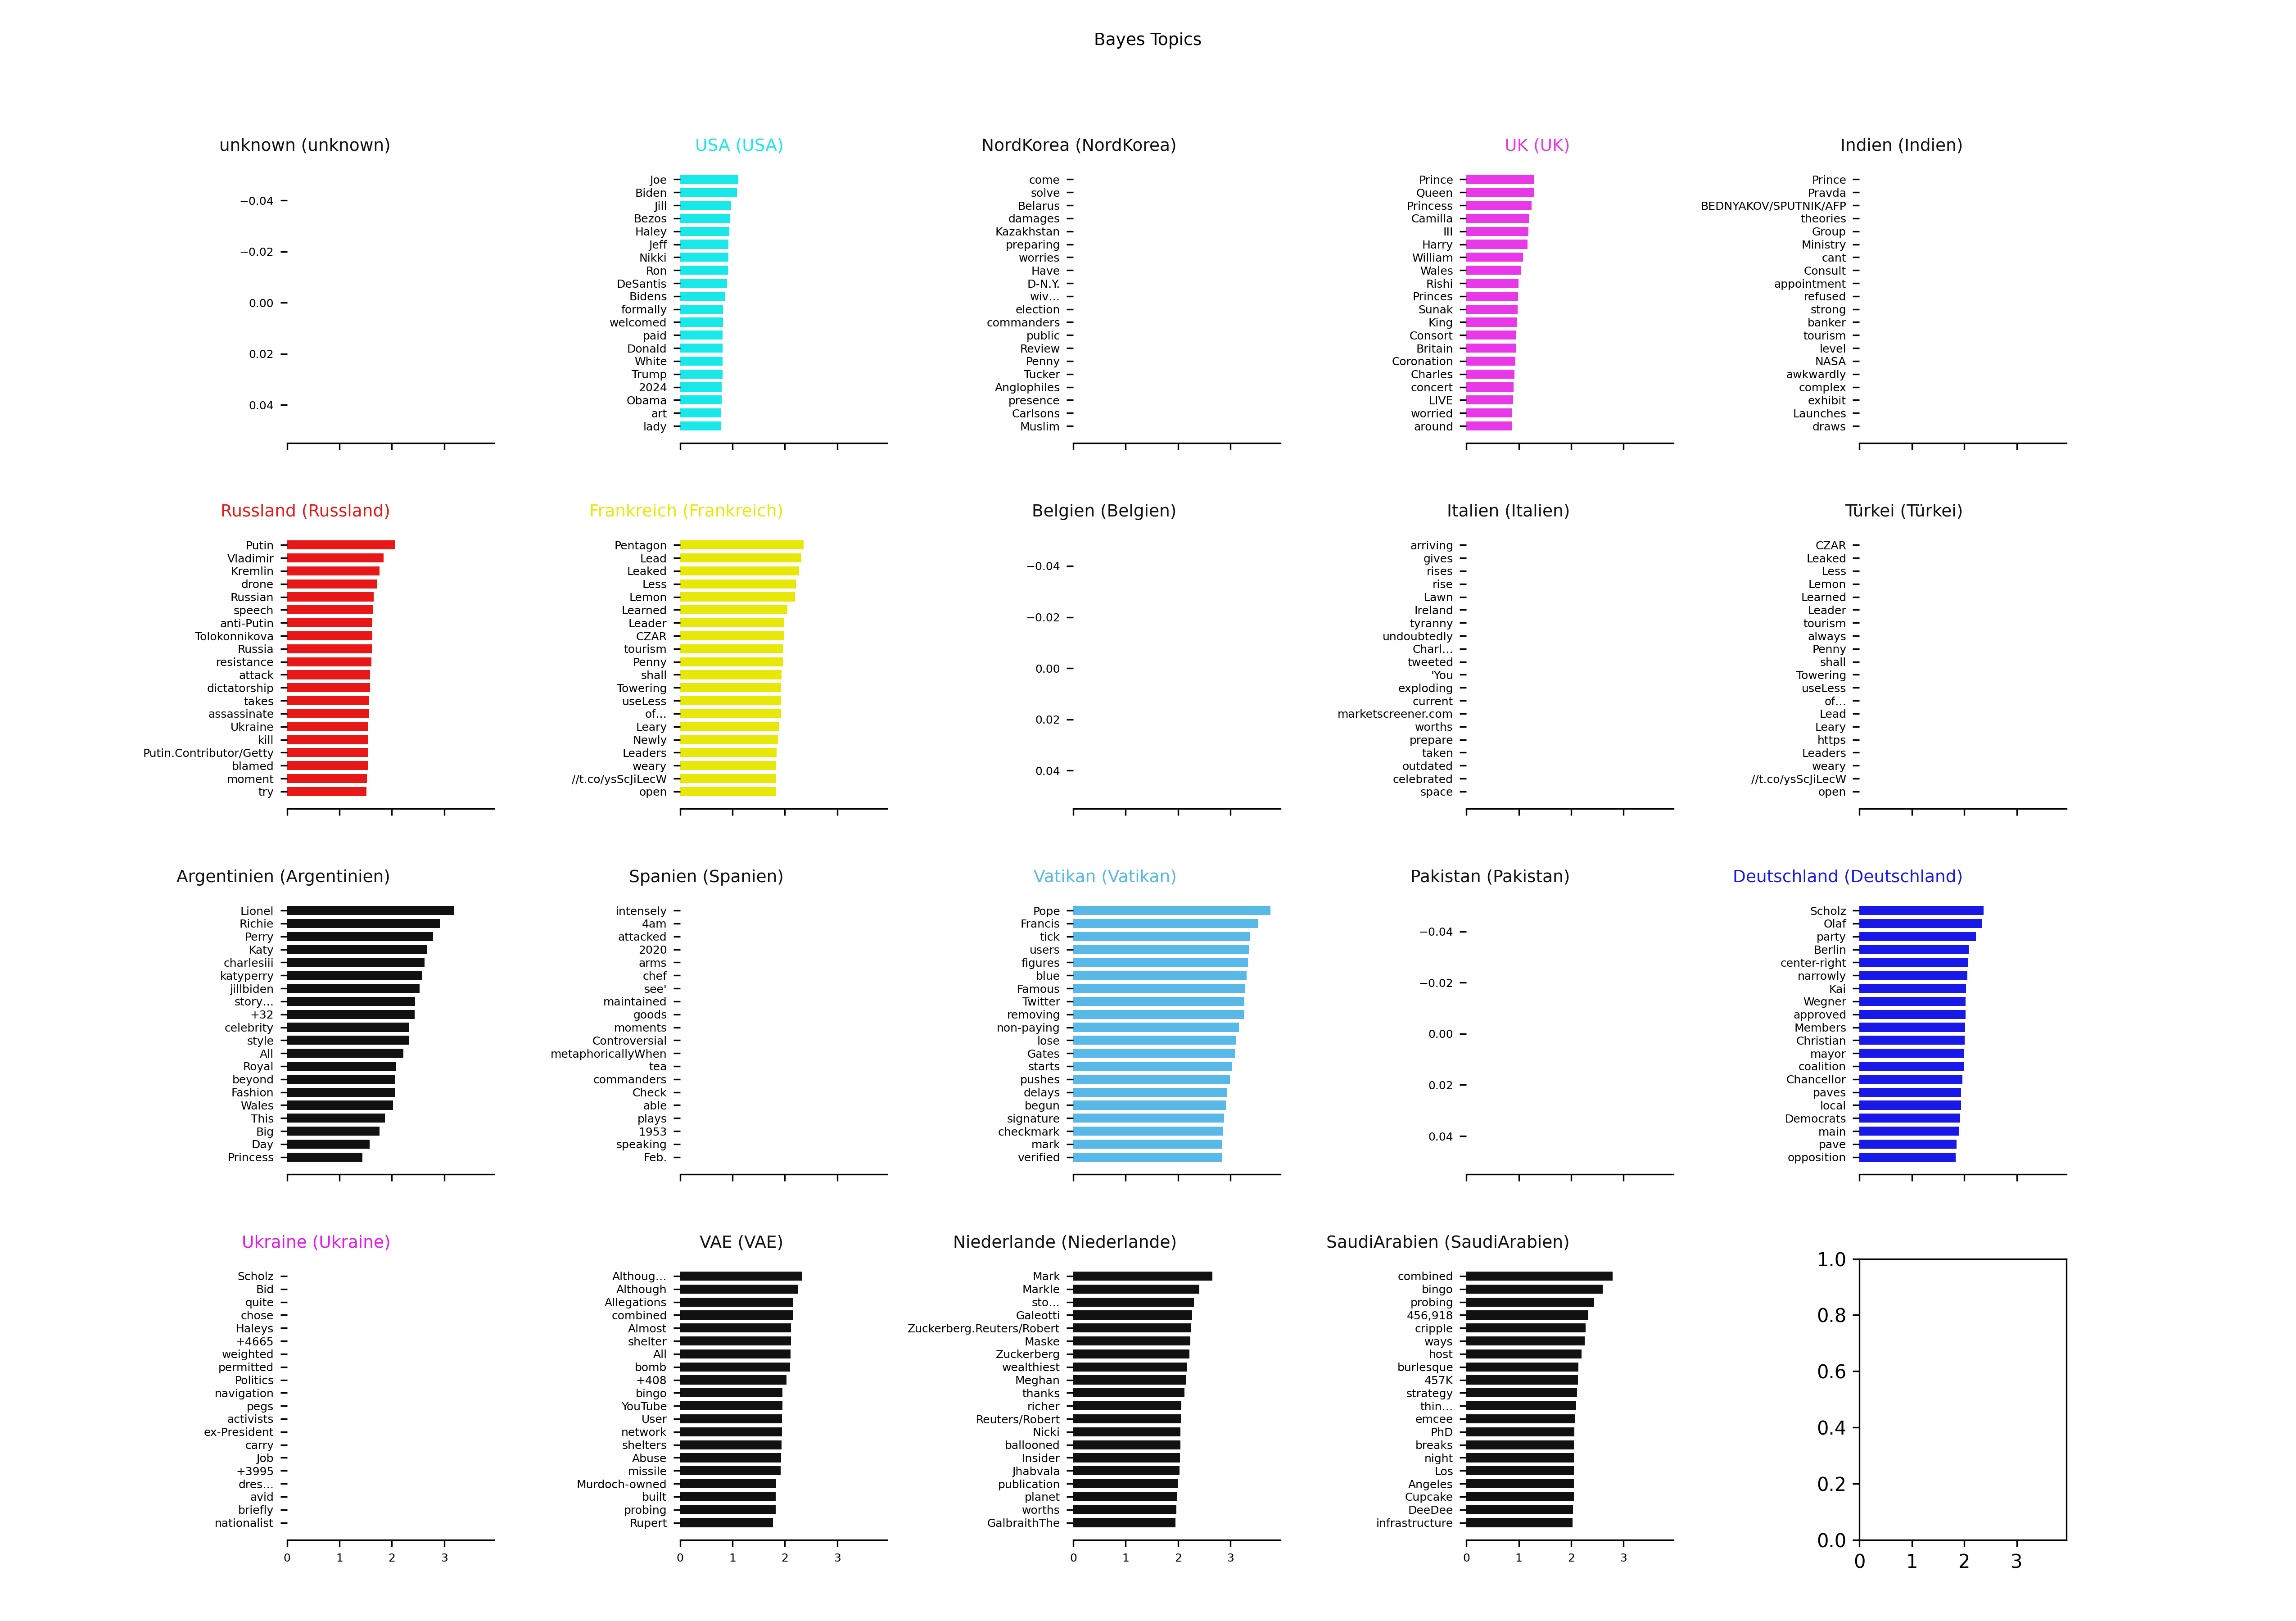 Bayes Topics
unknown (unknown)
−0.04
−0.02
0.00
0.02
0.04
USA (USA)
Joe
Biden
Jill
Bezos
Haley
Jeff
Nikki
Ron
DeSantis
Bidens
formally
welcomed
paid
Donald
White
Trump
2024
Obama
art
lady
NordKorea (NordKorea)
come
solve
Belarus
damages
Kazakhstan
preparing
worries
Have
D-N.Y.
wiv…
election
commanders
public
Review
Penny
Tucker
Anglophiles
presence
Carlsons
Muslim
UK (UK)
Prince
Queen
Princess
Camilla
III
Harry
William
Wales
Rishi
Princes
Sunak
King
Consort
Britain
Coronation
Charles
concert
LIVE
worried
around
Indien (Indien)
Prince
Pravda
BEDNYAKOV/SPUTNIK/AFP
theories
Group
Ministry
cant
Consult
appointment
refused
strong
banker
tourism
level
NASA
awkwardly
complex
exhibit
Launches
draws
Russland (Russland)
Putin
Vladimir
Kremlin
drone
Russian
speech
anti-Putin
Tolokonnikova
Russia
resistance
attack
dictatorship
takes
assassinate
Ukraine
kill
Putin.Contributor/Getty
blamed
moment
try
Frankreich (Frankreich)
Pentagon
Lead
Leaked
Less
Lemon
Learned
Leader
CZAR
tourism
Penny
shall
Towering
useLess
of…
Leary
Newly
Leaders
weary
//t.co/ysScJiLecW
open
Belgien (Belgien)
−0.04
−0.02
0.00
0.02
0.04
Italien (Italien)
arriving
gives
rises
rise
Lawn
Ireland
tyranny
undoubtedly
Charl…
tweeted
'You
exploding
current
marketscreener.com
worths
prepare
taken
outdated
celebrated
space
Türkei (Türkei)
CZAR
Leaked
Less
Lemon
Learned
Leader
tourism
always
Penny
shall
Towering
useLess
of…
Lead
Leary
https
Leaders
weary
//t.co/ysScJiLecW
open
Argentinien (Argentinien)
Lionel
Richie
Perry
Katy
charlesiii
katyperry
jillbiden
story…
+32
celebrity
style
All
Royal
beyond
Fashion
Wales
This
Big
Day
Princess
Spanien (Spanien)
intensely
4am
attacked
2020
arms
chef
see'
maintained
goods
moments
Controversial
metaphoricallyWhen
tea
commanders
Check
able
plays
1953
speaking
Feb.
Vatikan (Vatikan)
Pope
Francis
tick
users
figures
blue
Famous
Twitter
removing
non-paying
lose
Gates
starts
pushes
delays
begun
signature
checkmark
mark
verified
Pakistan (Pakistan)
−0.04
−0.02
0.00
0.02
0.04
Deutschland (Deutschland)
Scholz
Olaf
party
Berlin
center-right
narrowly
Kai
Wegner
approved
Members
Christian
mayor
coalition
Chancellor
paves
local
Democrats
main
pave
opposition
Ukraine (Ukraine)
Scholz
Bid
quite
chose
Haleys
+4665
weighted
permitted
Politics
navigation
pegs
activists
ex-President
carry
Job
+3995
dres…
avid
briefly
nationalist
0 1 2 3
VAE (VAE)
Althoug…
Although
Allegations
combined
Almost
shelter
All
bomb
+408
bingo
YouTube
User
network
shelters
Abuse
missile
Murdoch-owned
built
probing
Rupert
0 1 2 3
Niederlande (Niederlande)
Mark
Markle
sto…
Galeotti
Zuckerberg.Reuters/Robert
Maske
Zuckerberg
wealthiest
Meghan
thanks
richer
Reuters/Robert
Nicki
ballooned
Insider
Jhabvala
publication
planet
worths
GalbraithThe
0 1 2 3
SaudiArabien (SaudiArabien)
combined
bingo
probing
456,918
cripple
ways
host
burlesque
457K
strategy
thin…
emcee
PhD
breaks
night
Los
Angeles
Cupcake
DeeDee
infrastructure
0 1 2 3
1.0
0.8
0.6
0.4
0.2
0.0
0 1 2 3